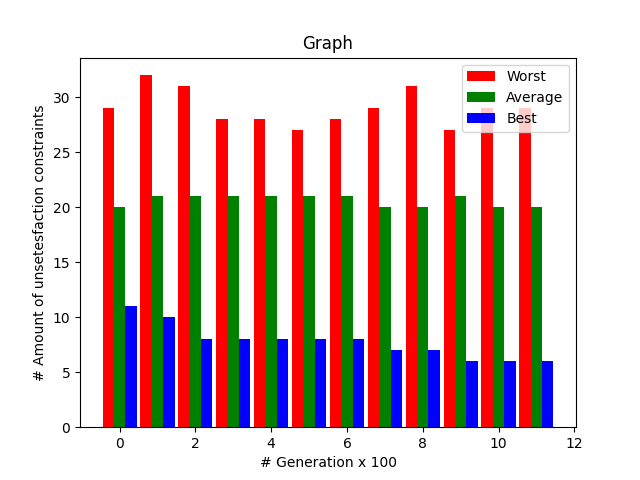 Graph
Worst
Average
Best
30
25
20
15
10
5
0
# Amount of unsetesfaction constraints
0 2 4 6 8 10 12
# Generation x 100